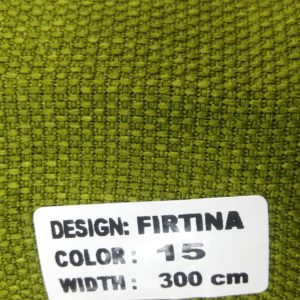 DESIGN: FIRTINA
COLOR: 15
WIDTH: 300 cm